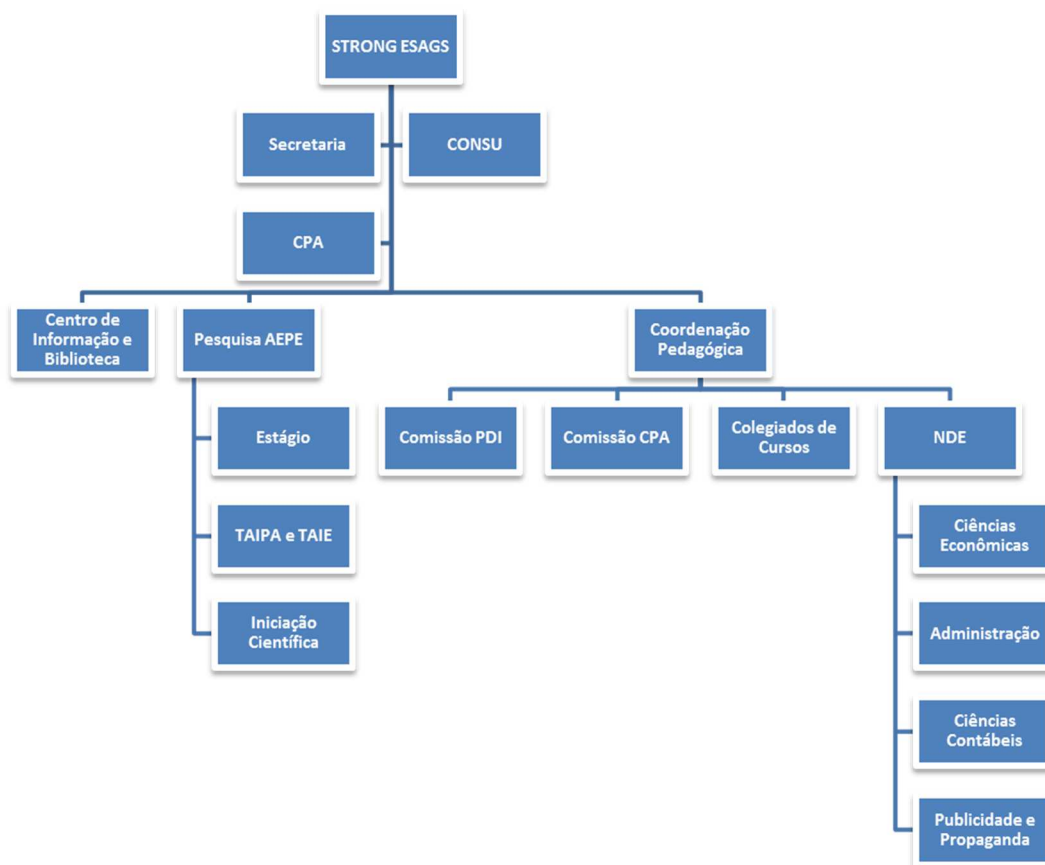 STRONG ESAGS
Secretaria
CONSU
CPA
Centro de
Informação e
Biblioteca
Pesquisa AEPE
Coordenação
Pedagógica
Estágio
TAIPA e TAIE
Iniciação
Científica
Comissão PDI
Comissão CPA
Colegiados de
Cursos
NDE
Ciências
Econômicas
Administração
Ciências
Contábeis
Publicidade e
Propaganda